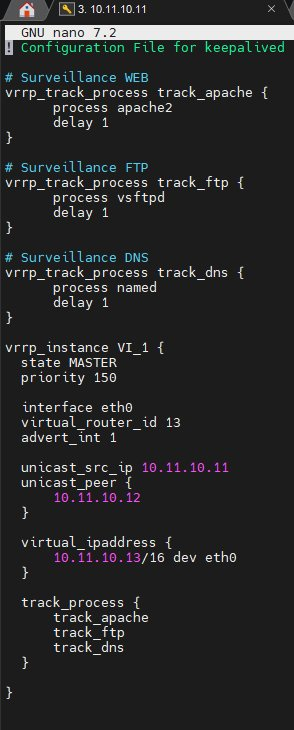 3. 10.11.10.11
GNU nano 7.2
! Configuration File for keepalived
# Surveillance WEB
vrrp_track_process track_apache {
process apache2
delay 1
}
# Surveillance FTP
vrrp_track_process track_ftp {
process vsftpd
delay 1
}
# Surveillance DNS
vrrp_track_process track_dns {
process named
delay 1
}
vrrp_instance VI_1 {
state MASTER
priority 150
interface eth0
virtual_router_id 13
advert_int 1
unicast_src_ip 10.11.10.11
unicast_peer {
10.11.10.12
}
virtual_ipaddress {
10.11.10.13/16 dev eth0
}
track_process {
track_apache
track_ftp
track_dns
}
}